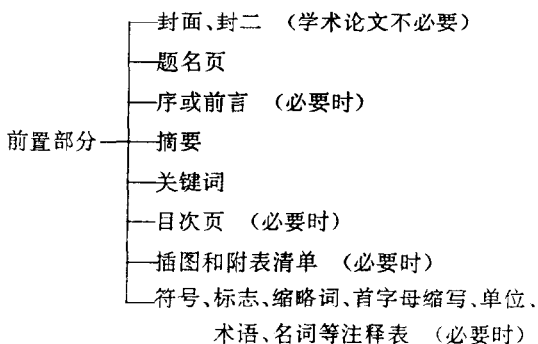 封面、封二 （学术论文不必要）
题名页
序或前言 （必要时）
前置部分
摘要
关键词
目次页 （必要时）
插图和附表清单 （必要时）
符号、标志、缩略词、首字母缩写、单位、
术语、名词等注释表 （必要时）